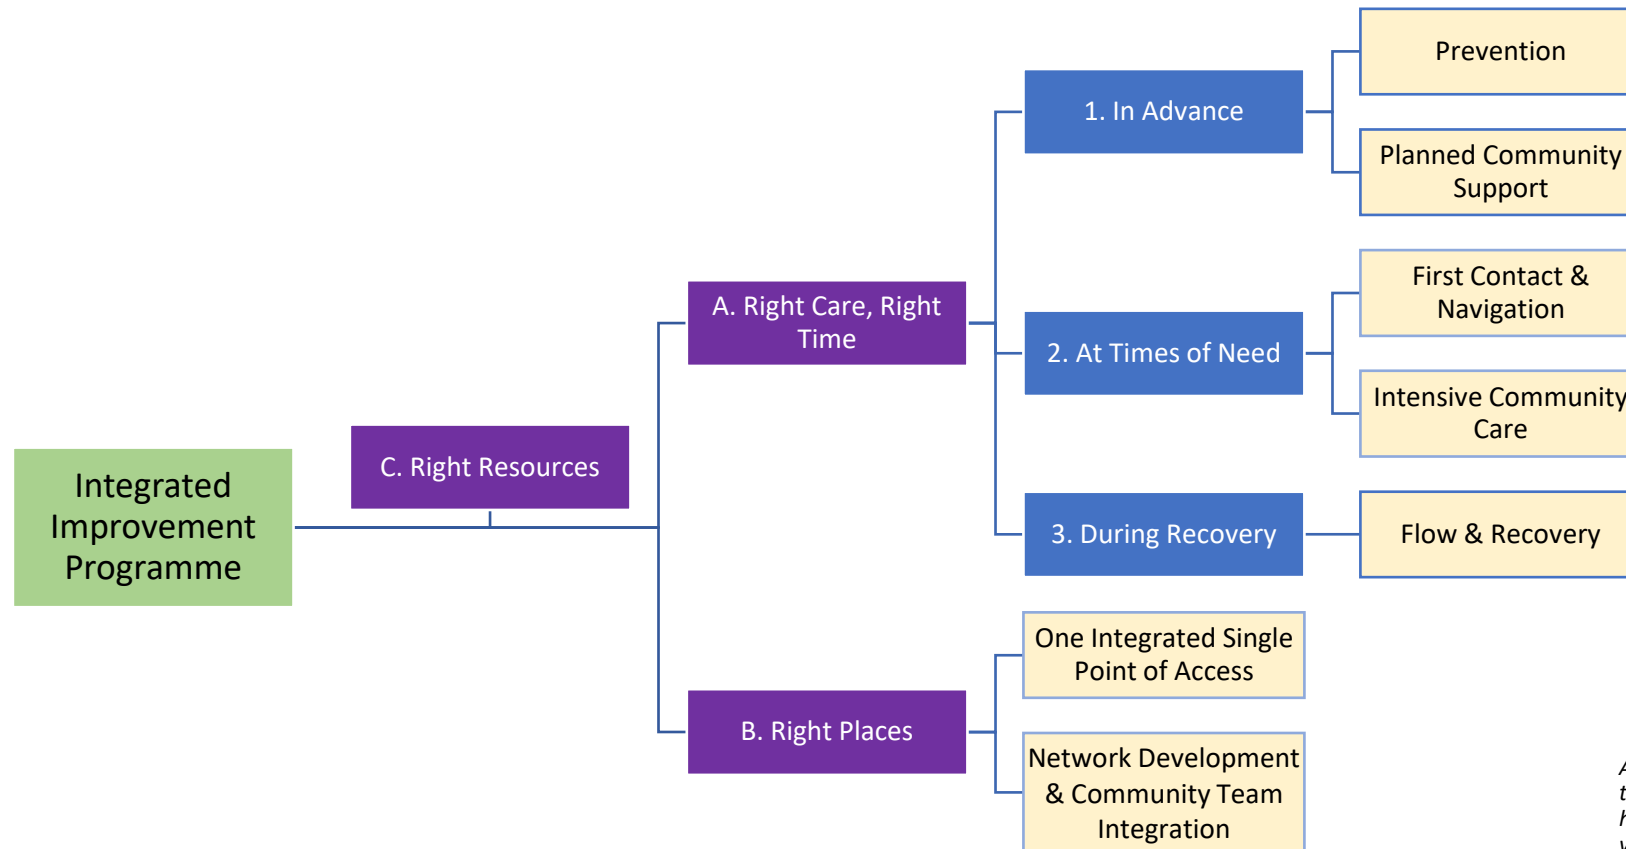 Integrated
Improvement
Programme
C. Right Resources
A. Right Care, Right
Time
1. In Advance
Prevention
Planned Community
Support
2. At Times of Need
First Contact &
Navigation
Intensive Community
Care
3. During Recovery
Flow & Recovery
B. Right Places
One Integrated Single
Point of Access
Network Development
& Community Team
Integration